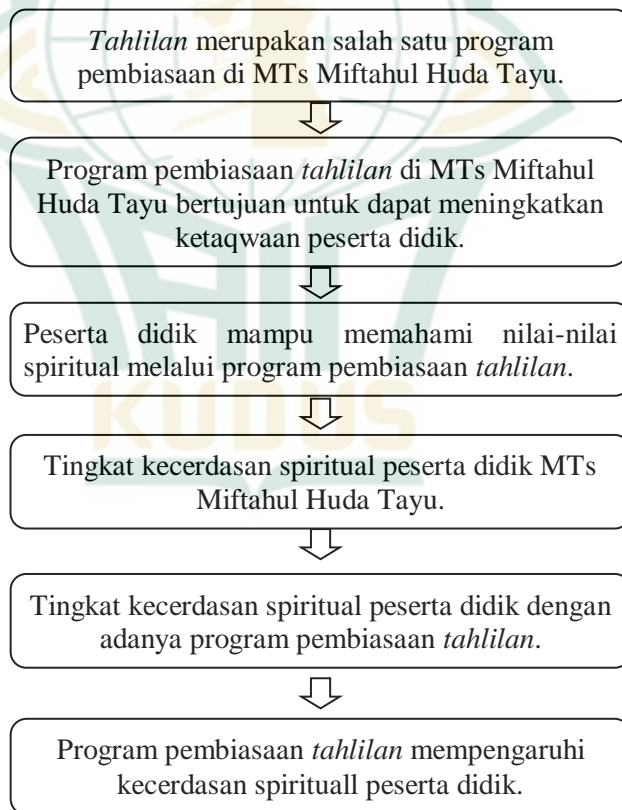 Tahlilan merupakan salah satu program
pembiasaan di MTs Miftahul Huda Tayu.
Program pembiasaan tahlilan di MTs Miftahul
Huda Tayu bertujuan untuk dapat meningkatkan
ketaqwaan peserta didik.
Peserta didik mampu memahami nilai-nilai
spiritual melalui program pembiasaan tahlilan.
KUDUS
Tingkat kecerdasan spiritual peserta didik MTs
Miftahul Huda Tayu.
Tingkat kecerdasan spiritual peserta didik dengan
adanya program pembiasaan tahlilan.
Program pembiasaan tahlilan mempengaruhi
kecerdasan spirituall peserta didik.